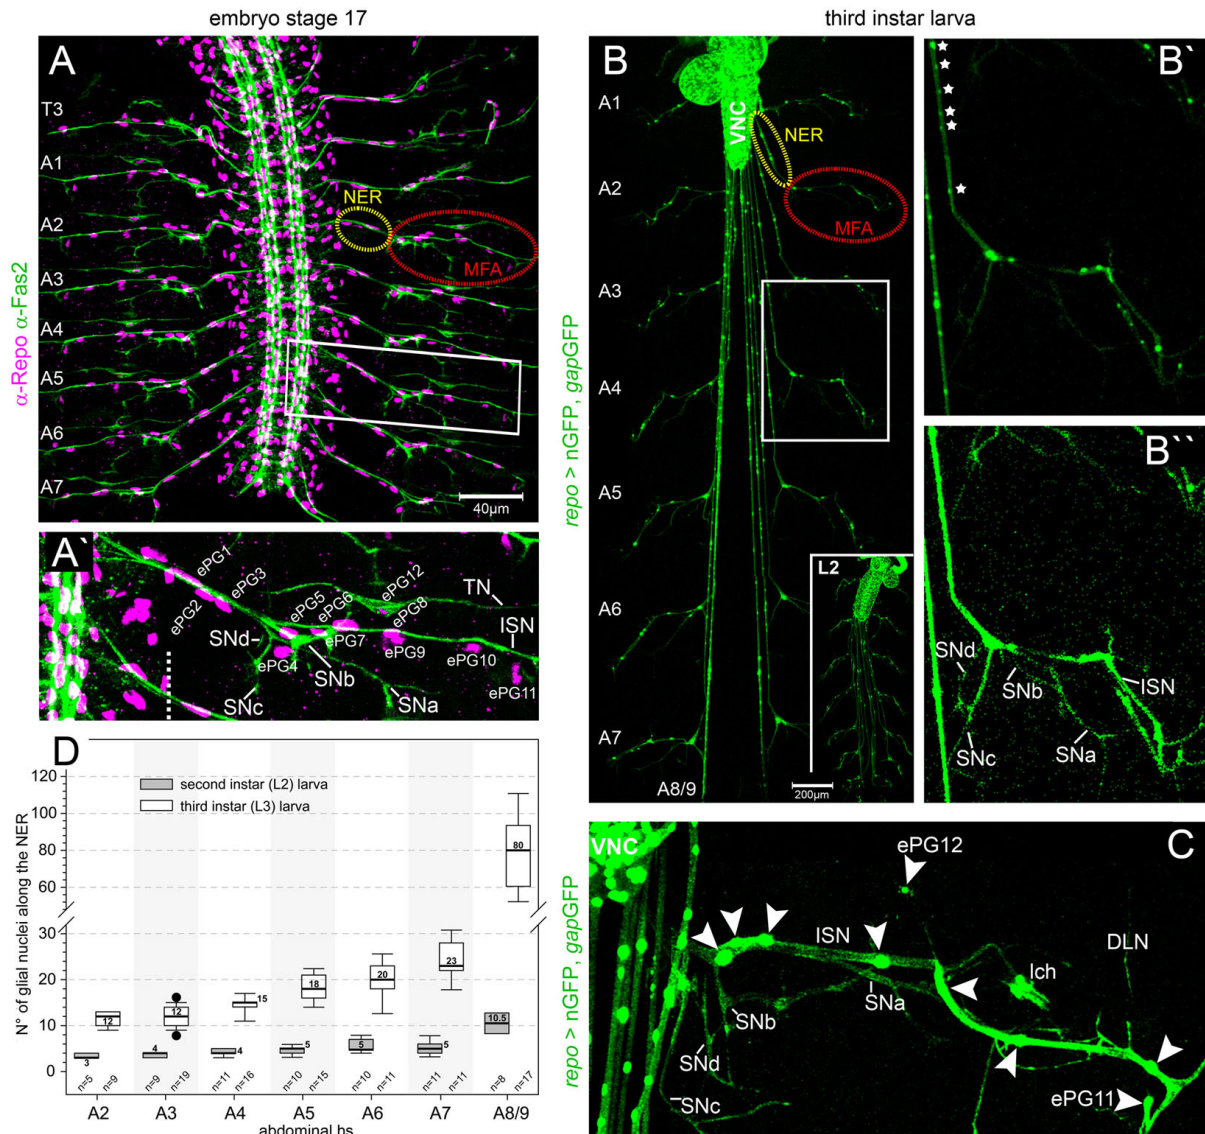 embryo stage 17
third instar larva
α-Repo α-Fas2
A
T3
A1
A2
A3
A4
A5
A6
A7
NER
MFA
40µm
A`
ePG1
ePG3
ePG2
SNd
ePG4
SNc
ePG5
ePG6
ePG7
SNb
ePG12
ePG8
ePG9
SNa
TN
ISN
ePG10
ePG11
repo > nGFP, gapGFP
B
A1
A2
A3
A4
A5
A6
A7
A8/9
VNC
NER
MFA
L2
200µm
B`
B``
SNd
SNb
ISN
SNc
SNa
D
N° of glial nuclei along the NER
120
100
80
60
30
20
10
0
second instar (L2) larva
third instar (L3) larva
3
12
4
12
4
15
5
18
5
20
5
23
10.5
80
n=5
n=9
n=9
n=19
n=11
n=16
n=10
n=15
n=10
n=11
n=11
n=11
n=8
n=17
A2
A3
A4
A5
A6
A7
A8/9
abdominal hs
repo > nGFP, gapGFP
VNC
C
ePG12
ISN
DLN
lch
SNa
SNb
SNd
SNc
ePG11